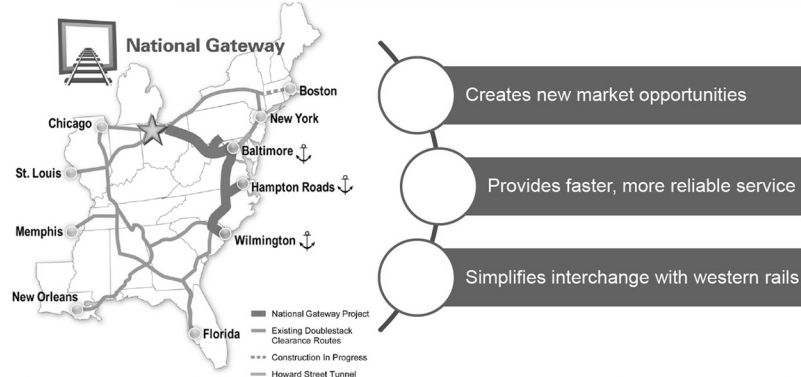 National Gateway
Boston
New York
Chicago
Baltimore
St. Louis
Hampton Roads
Memphis
Wilmington
New Orleans
Florida
National Gateway Project
Existing Doublestack
Clearance Routes
Construction In Progress
Howard Street Tunnel
Creates new market opportunities
Provides faster, more reliable service
Simplifies interchange with western rails